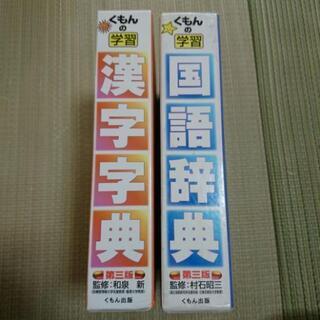 くもんの
学習
漢字字典
第三版
監修:和泉 新
くもん出版
くもんの
学習
国語辞典
第三版
監修:村石昭三
くもん出版